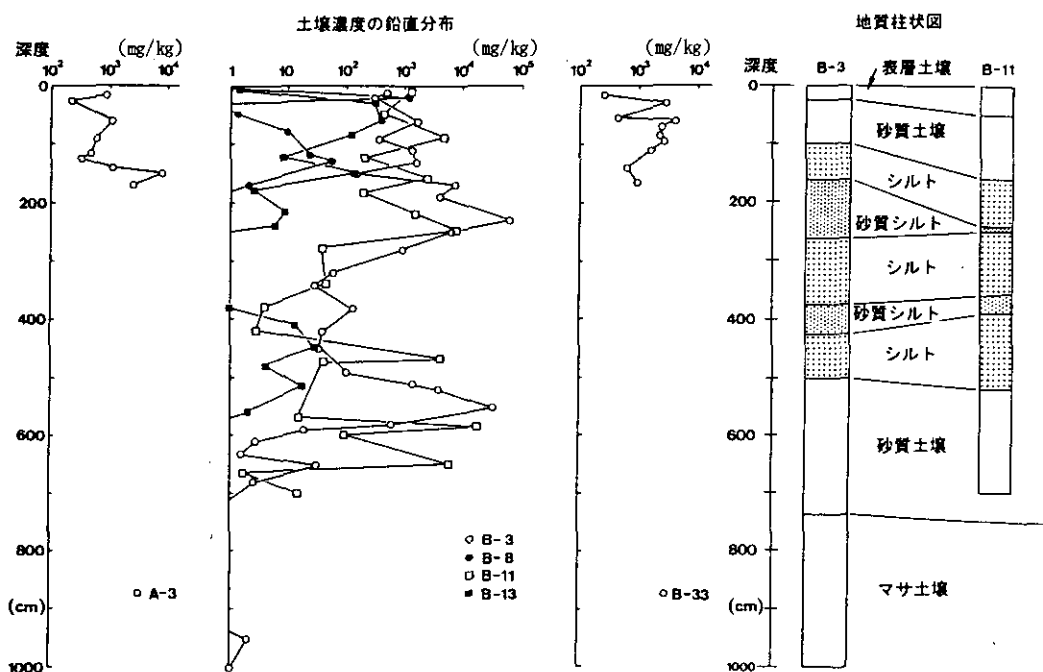 土壌濃度の鉛直分布
地質柱状図
深度 (mg/kg) (mg/kg) (mg/kg) (mg/kg) 深度 B-3 表層土壌 B-11
10² 10³ 10⁴ 1 10 10² 10³ 10⁴ 10⁵ 10² 10³ 10⁴
0 0
砂質土壌
シルト
200 200
砂質シルト
シルト
砂質シルト
400 400
シルト
600 600
砂質土壌
800 B-3 800
B-8
マサ土壌
(cm) A-3 B-11 B-33 (cm)
B-13
1000 1000